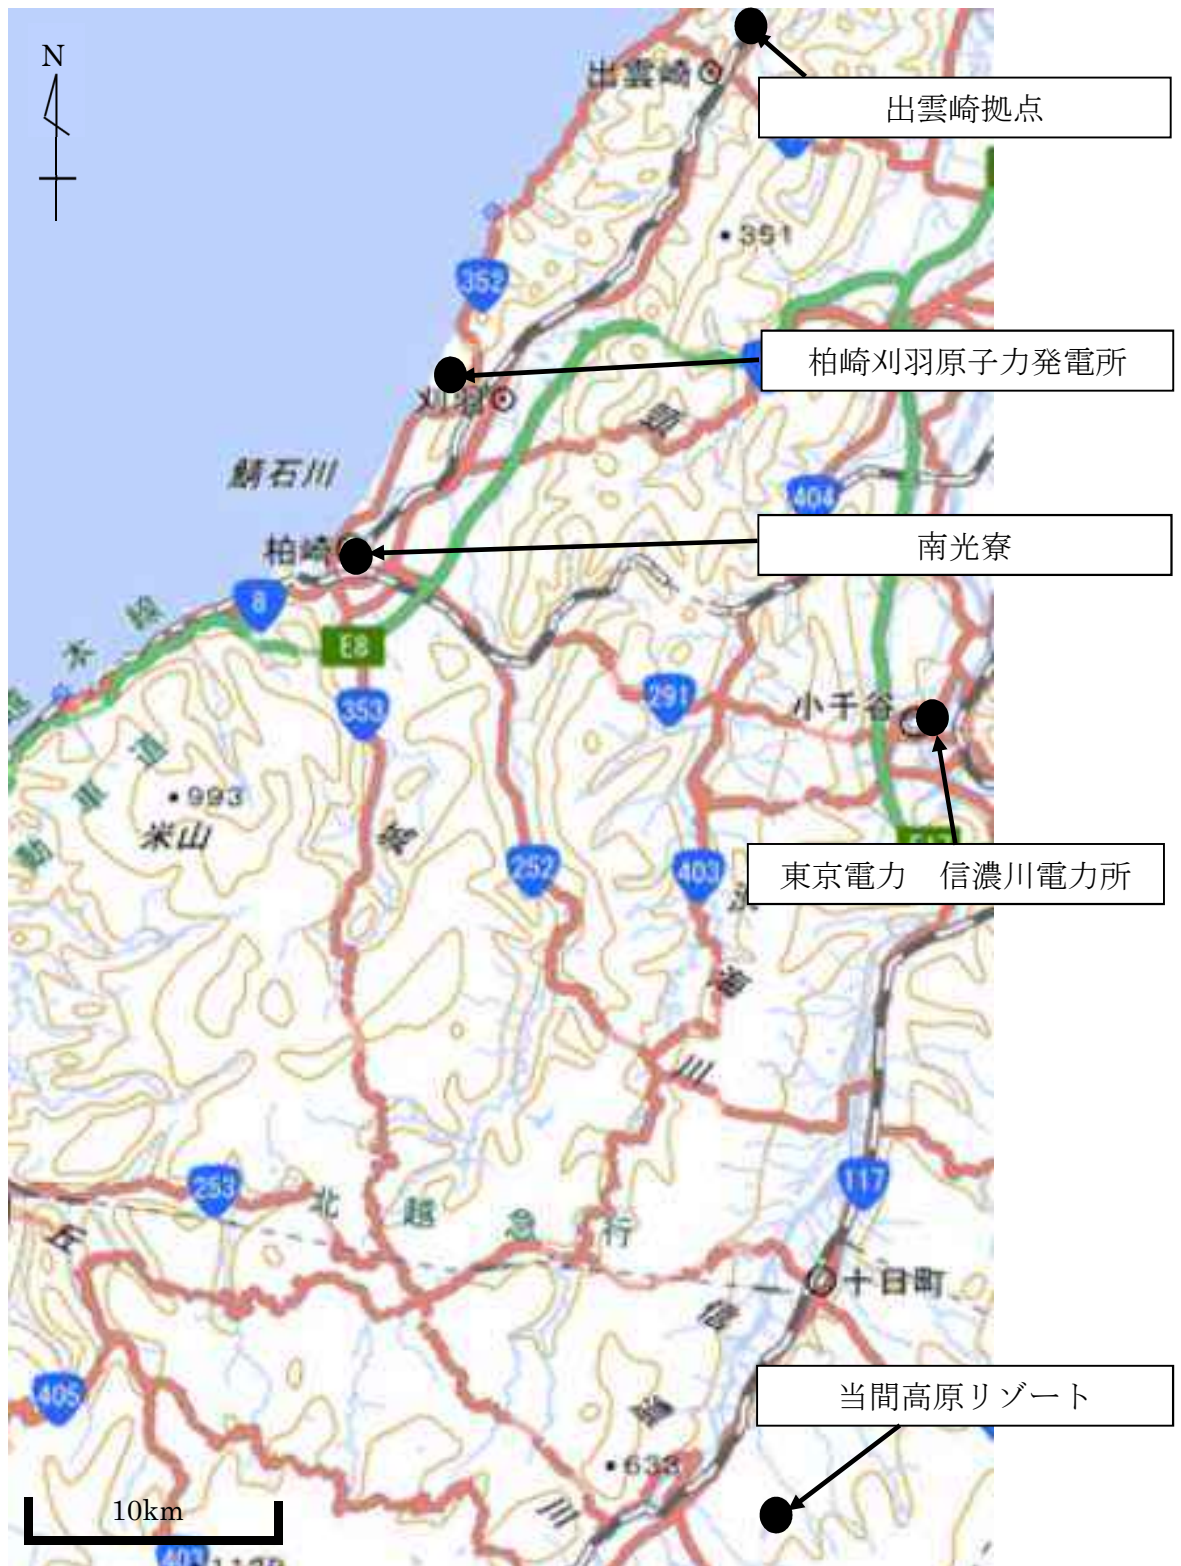 N
出雲崎
出雲崎拠点
351
352
柏崎刈羽原子力発電所
刈羽
鯖石川
404
柏崎
南光寮
8
E8
353
291
小千谷
993
米山
252
403
東京電力　信濃川電力所
117
253
北越急行
十日町
当間高原リゾート
405
633
10km
403